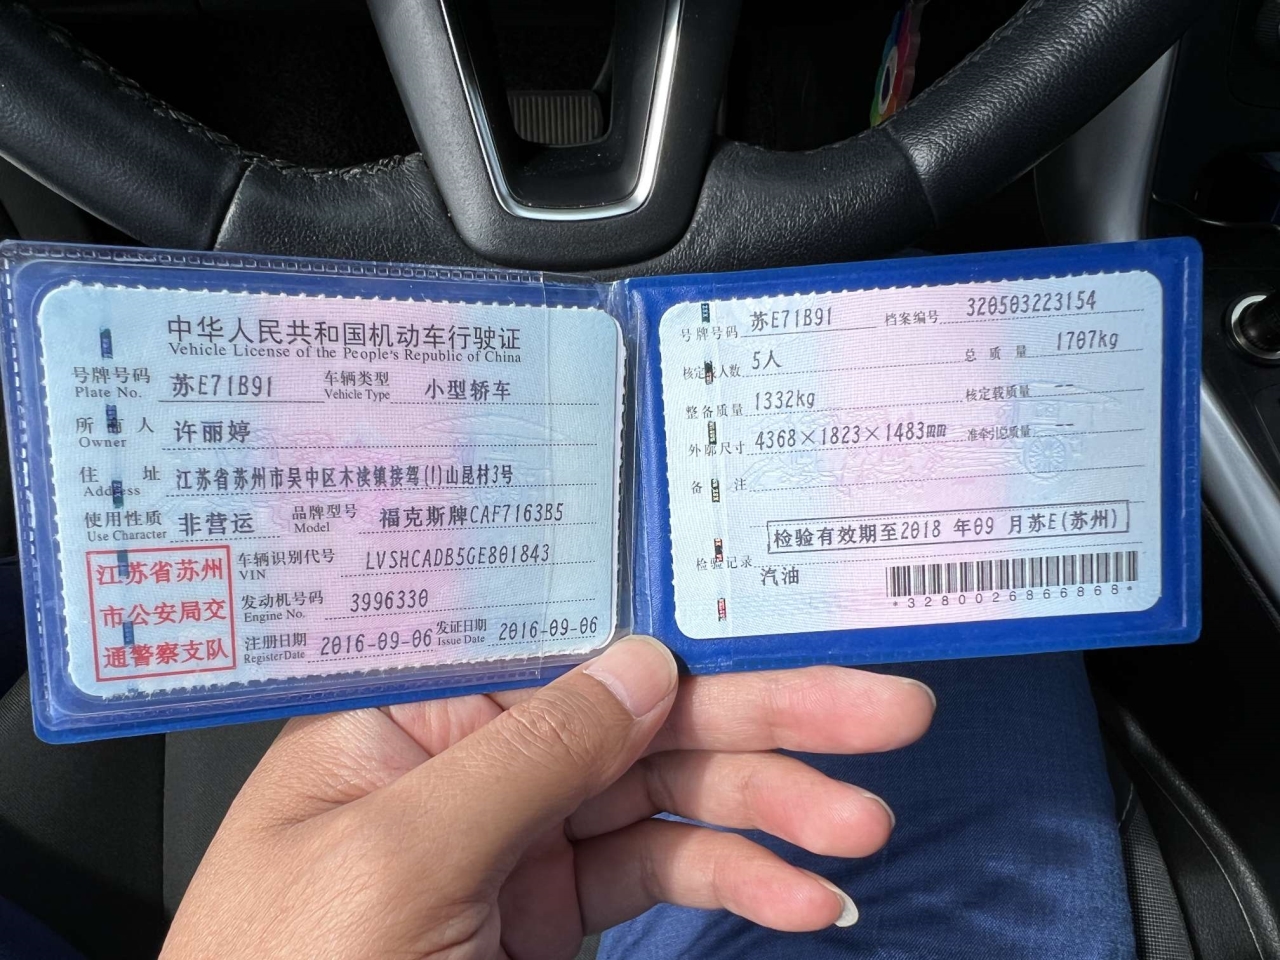 中华人民共和国机动车行驶证
Vehicle License of the People's Republic of China
号牌号码 Plate No. 苏E71B91 车辆类型 Vehicle Type 小型轿车
所有人 Owner 许丽婷
住址 Address 江苏省苏州市吴中区木渎镇接驾(1)山昆村3号
使用性质 Use Character 非营运 品牌型号 Model 福克斯牌CAF7163B5
江苏省苏州
市公安局交
通警察支队
车辆识别代号 VIN LVSHCADB5GE801843
发动机号码 Engine No. 3996330
注册日期 Register Date 2016-09-06 发证日期 Issue Date 2016-09-06
号牌号码 苏E71B91 档案编号 320503223154
核定载人数 5人 总质量 1707kg
整备质量 1332kg 核定载质量 --
外廓尺寸 4368×1823×1483mm 准牵引总质量 --
备注
检验有效期至2018 年09 月苏E(苏州)
检验记录
汽油
*3280026866868*